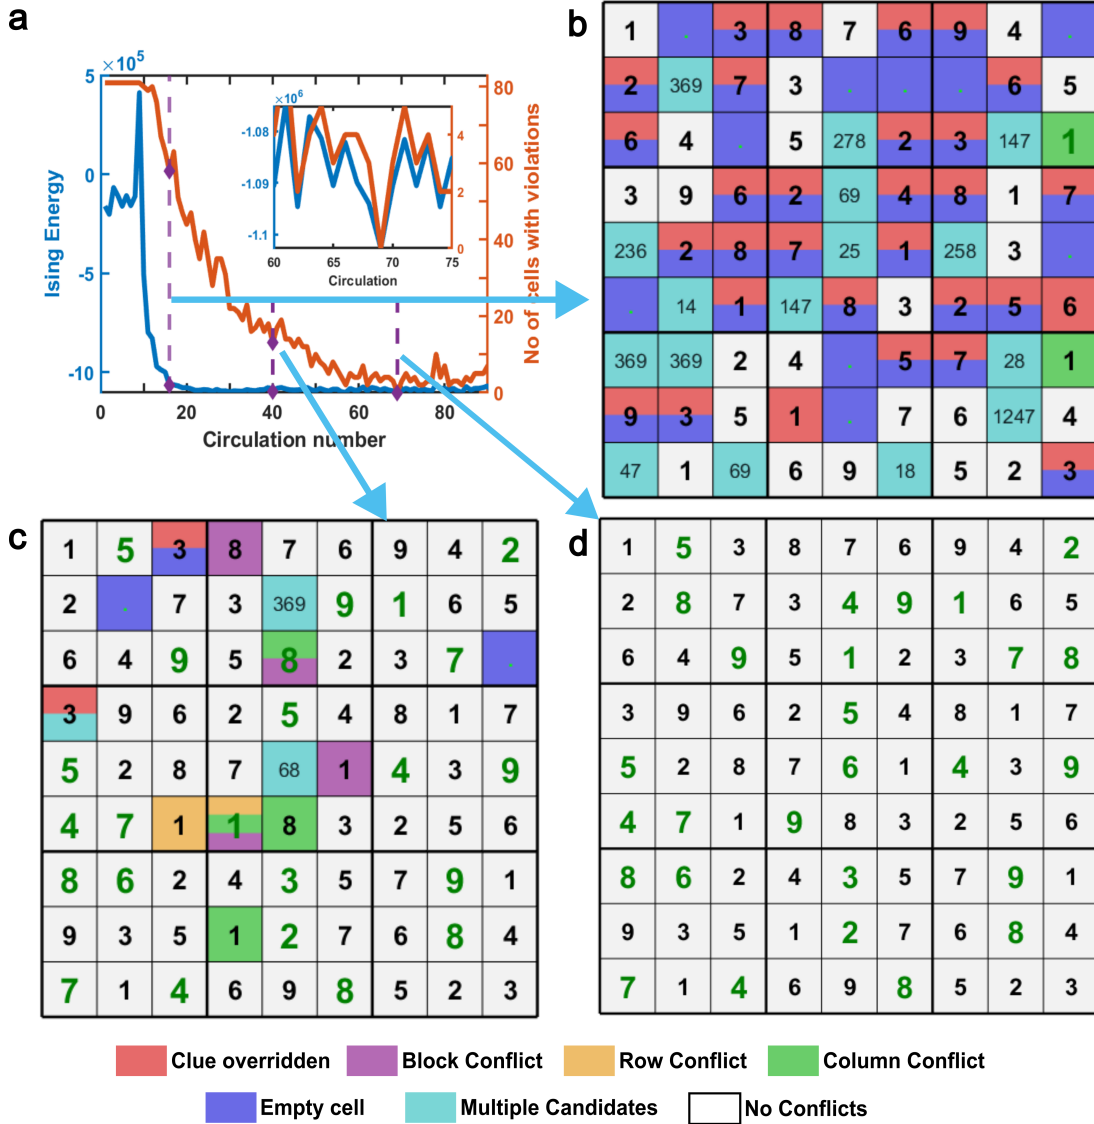 a
×10⁵
5
0
-5
-10
Ising Energy
0
20
40
60
80
Circulation number
80
60
40
20
0
No of cells with violations
×10⁶
-1.08
-1.09
-1.1
60
65
70
75
Circulation
4
2
0
b
1 . 3 8 7 6 9 4 .
2 369 7 3 . . . 6 5
6 4 . 5 278 2 3 147 1
3 9 6 2 69 4 8 1 7
236 2 8 7 25 1 258 3 .
. 14 1 147 8 3 2 5 6
369 369 2 4 . 5 7 28 1
9 3 5 1 . 7 6 1247 4
47 1 69 6 9 18 5 2 3
c
1 5 3 8 7 6 9 4 2
2 . 7 3 369 9 1 6 5
6 4 9 5 8 2 3 7 .
3 9 6 2 5 4 8 1 7
5 2 8 7 68 1 4 3 9
4 7 1 1 8 3 2 5 6
8 6 2 4 3 5 7 9 1
9 3 5 1 2 7 6 8 4
7 1 4 6 9 8 5 2 3
d
1 5 3 8 7 6 9 4 2
2 8 7 3 4 9 1 6 5
6 4 9 5 1 2 3 7 8
3 9 6 2 5 4 8 1 7
5 2 8 7 6 1 4 3 9
4 7 1 9 8 3 2 5 6
8 6 2 4 3 5 7 9 1
9 3 5 1 2 7 6 8 4
7 1 4 6 9 8 5 2 3
Clue overridden
Block Conflict
Row Conflict
Column Conflict
Empty cell
Multiple Candidates
No Conflicts